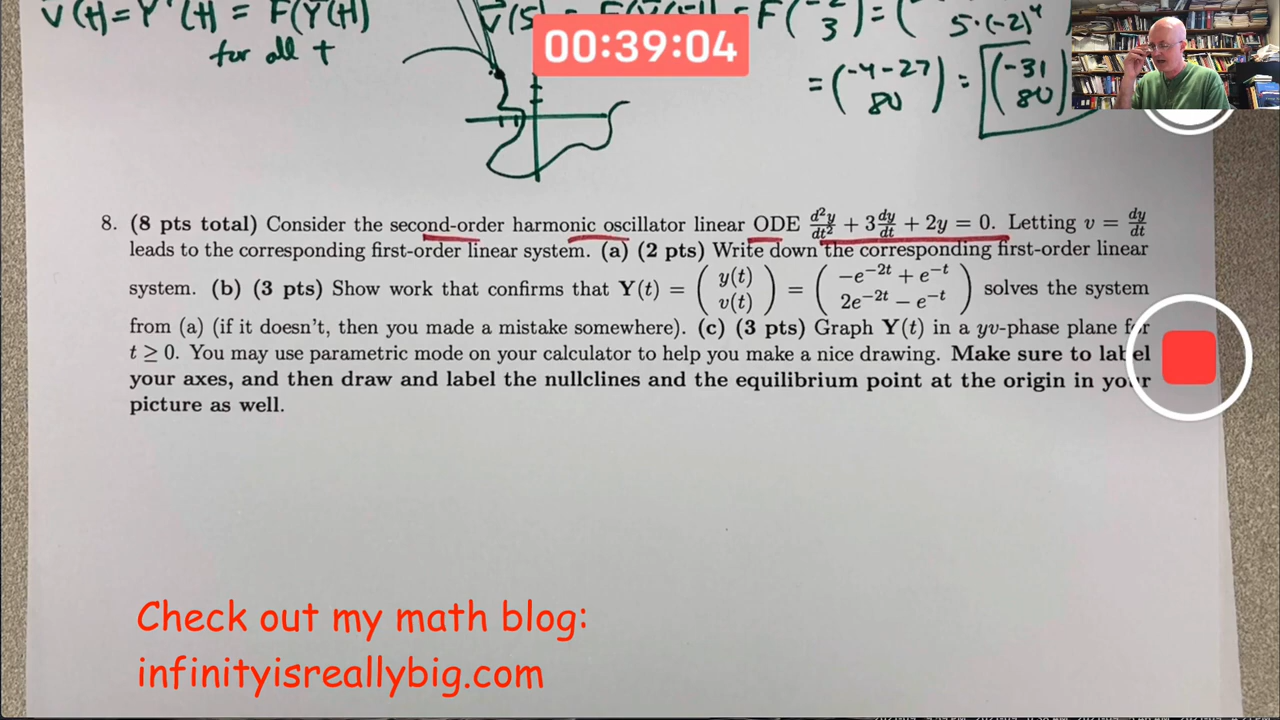 V(t) = Y'(t) = F(Y(t))
for all t
= F(-2 3) = (
5·(-2)⁴
= (-4-27 80) = (-31 80)
00:39:04
8. (8 pts total) Consider the second-order harmonic oscillator linear ODE d²y/dt² + 3 dy/dt + 2y = 0. Letting v = dy/dt
leads to the corresponding first-order linear system. (a) (2 pts) Write down the corresponding first-order linear
system. (b) (3 pts) Show work that confirms that Y(t) = ( y(t) v(t) ) = ( −e^{−2t} + e^{−t} 2e^{−2t} − e^{−t} ) solves the system
from (a) (if it doesn't, then you made a mistake somewhere). (c) (3 pts) Graph Y(t) in a yv-phase plane for
t ≥ 0. You may use parametric mode on your calculator to help you make a nice drawing. Make sure to label
your axes, and then draw and label the nullclines and the equilibrium point at the origin in your
picture as well.
Check out my math blog:
infinityisreallybig.com